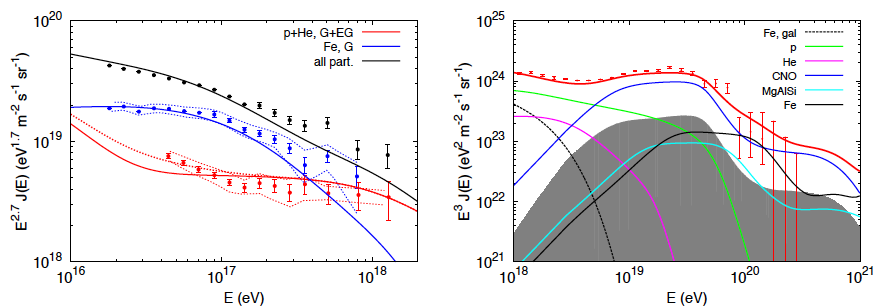 10^20
10^19
10^18
10^16
10^17
10^18
E^2.7 J(E) (eV^1.7 m^-2 s^-1 sr^-1)
E (eV)
p+He, G+EG
Fe, G
all part.
10^25
10^24
10^23
10^22
10^21
10^18
10^19
10^20
10^21
E^3 J(E) (eV^2 m^-2 s^-1 sr^-1)
E (eV)
Fe, gal
p
He
CNO
MgAlSi
Fe